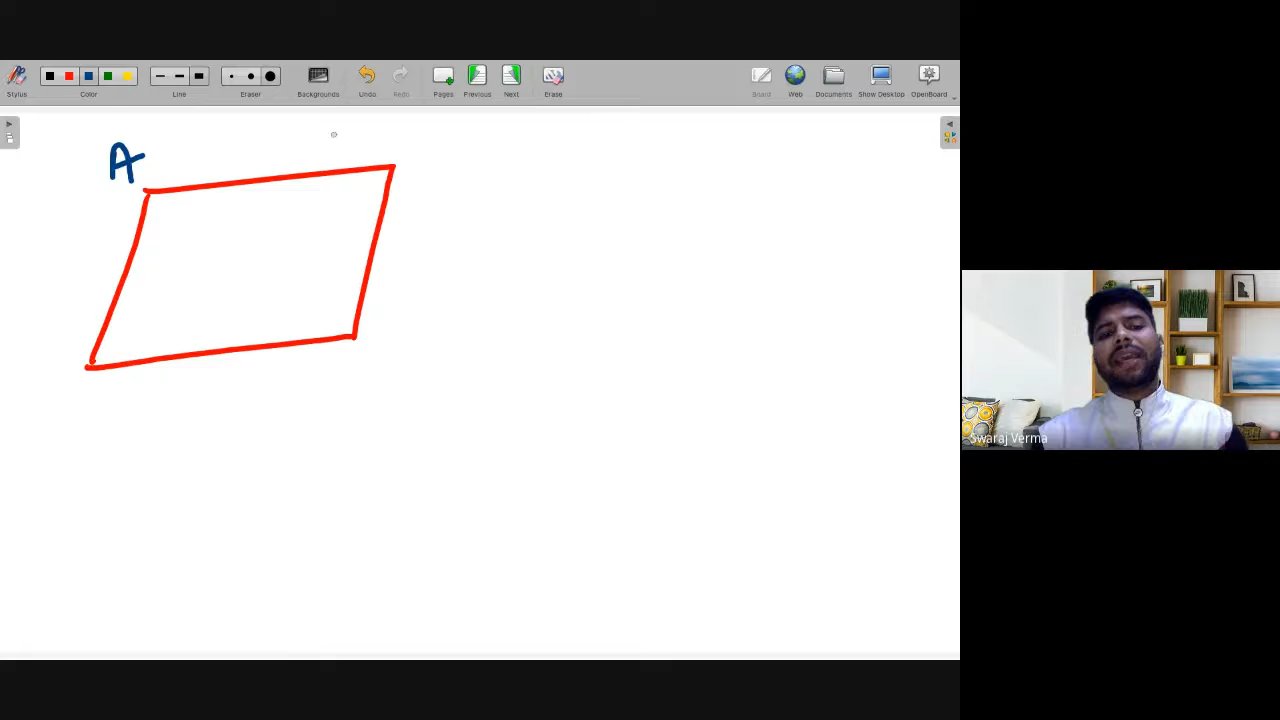 Stylus Color Line Eraser Backgrounds Undo Redo Pages Previous Next Erase Board Web Documents Show Desktop OpenBoard
A
Swaraj Verma